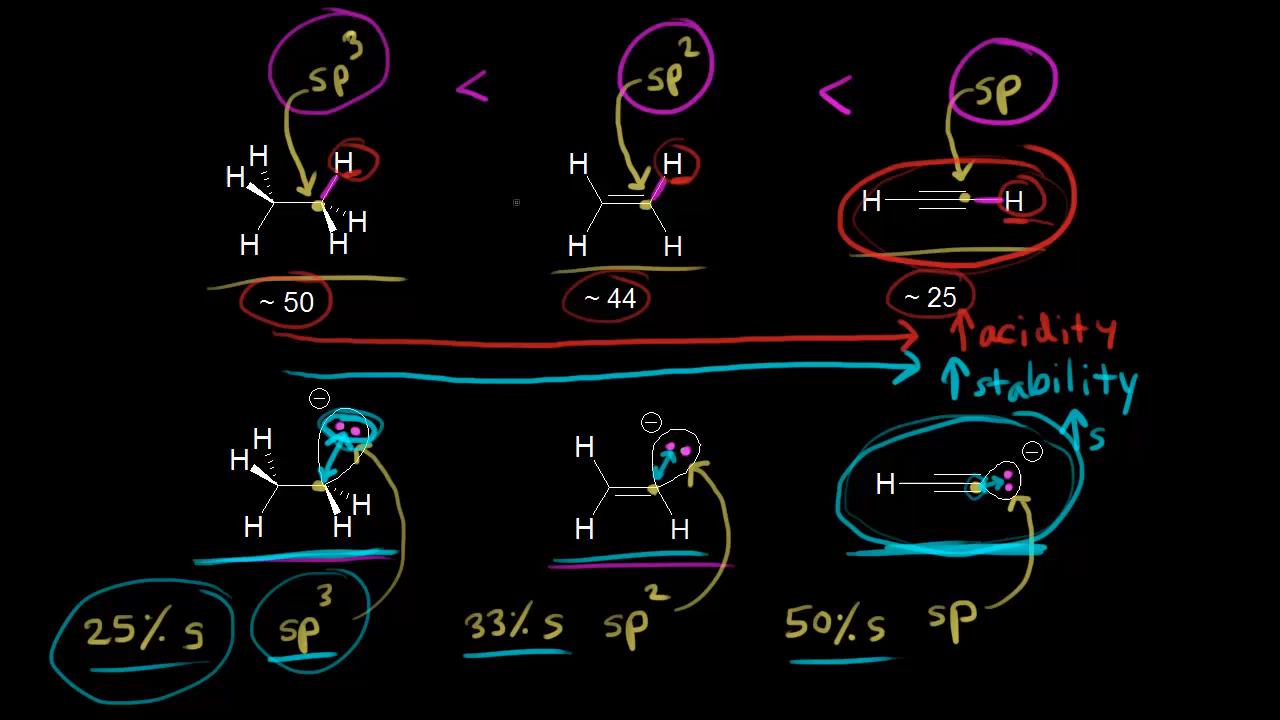 sp³ < sp² < sp
H H H H H H
H H H H
H H H H
~ 50 ~ 44 ~ 25
↑ acidity
↑ stability
↑ s
H H H H H
H H H
H H H H
25% s sp³ 33% s sp² 50% s sp